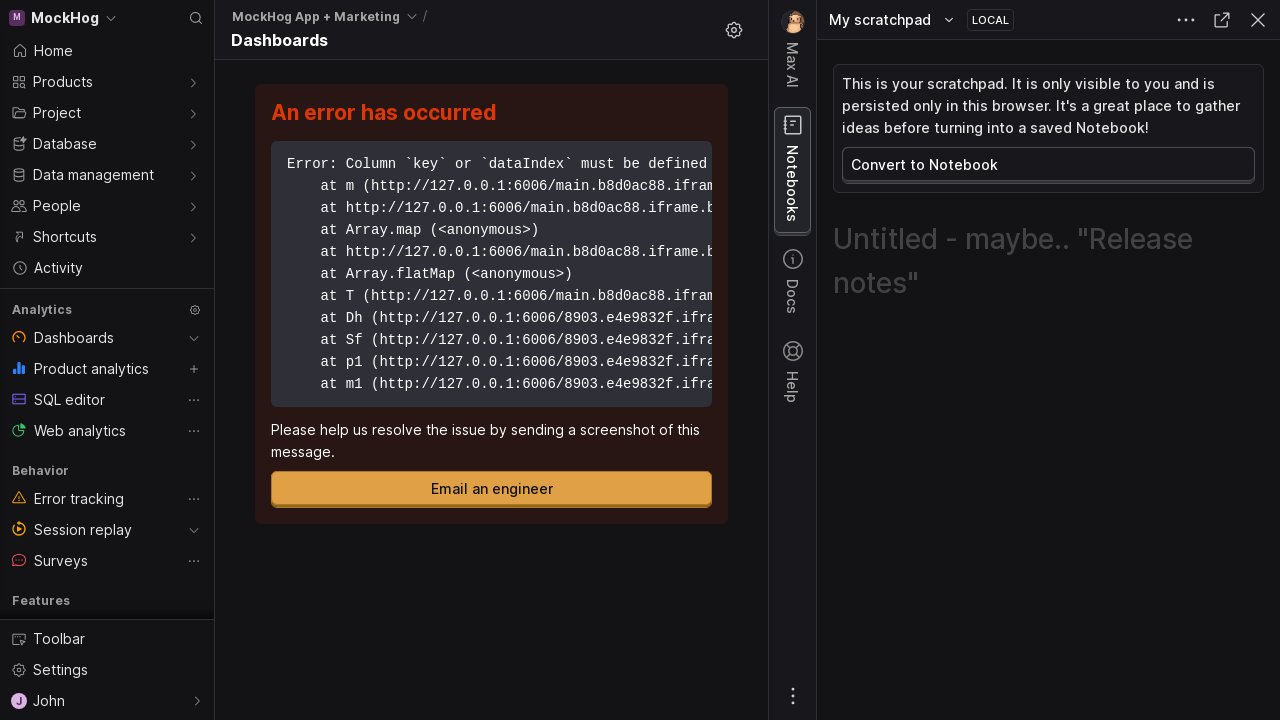 M MockHog
Home
Products
Project
Database
Data management
People
Shortcuts
Activity
Analytics
Dashboards
Product analytics
SQL editor
Web analytics
Behavior
Error tracking
Session replay
Surveys
Features
Toolbar
Settings
J John
MockHog App + Marketing /
Dashboards
An error has occurred
Error: Column `key` or `dataIndex` must be defined
at m (http://127.0.0.1:6006/main.b8d0ac88.ifram
at http://127.0.0.1:6006/main.b8d0ac88.iframe.b
at Array.map (<anonymous>)
at http://127.0.0.1:6006/main.b8d0ac88.iframe.b
at Array.flatMap (<anonymous>)
at T (http://127.0.0.1:6006/main.b8d0ac88.ifram
at Dh (http://127.0.0.1:6006/8903.e4e9832f.ifra
at Sf (http://127.0.0.1:6006/8903.e4e9832f.ifra
at p1 (http://127.0.0.1:6006/8903.e4e9832f.ifra
at m1 (http://127.0.0.1:6006/8903.e4e9832f.ifra
Please help us resolve the issue by sending a screenshot of this
message.
Email an engineer
Max AI
Notebooks
Docs
Help
My scratchpad LOCAL
This is your scratchpad. It is only visible to you and is
persisted only in this browser. It's a great place to gather
ideas before turning into a saved Notebook!
Convert to Notebook
Untitled - maybe.. "Release
notes"